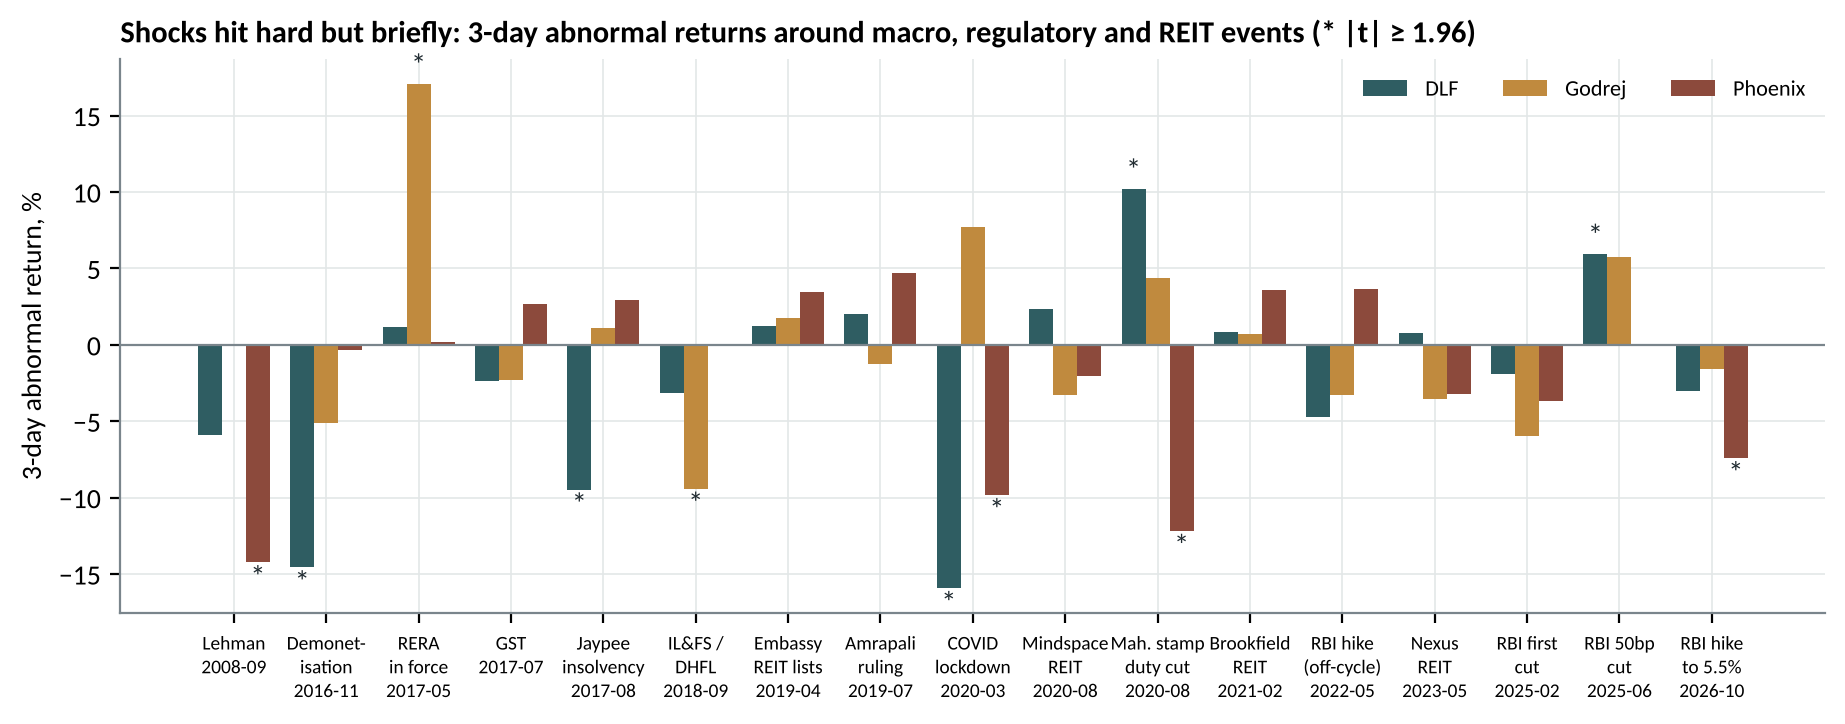 Shocks hit hard but briefly: 3-day abnormal returns around macro, regulatory and REIT events (* |t| ≥ 1.96)
DLF
Godrej
Phoenix
3-day abnormal return, %
15
10
5
0
−5
−10
−15
*
*
*
*
*
*
*
*
*
*
*
Lehman
2008-09
Demonet-
isation
2016-11
RERA
in force
2017-05
GST
2017-07
Jaypee
insolvency
2017-08
IL&FS /
DHFL
2018-09
Embassy
REIT lists
2019-04
Amrapali
ruling
2019-07
COVID
lockdown
2020-03
Mindspace
REIT
2020-08
Mah. stamp
duty cut
2020-08
Brookfield
REIT
2021-02
RBI hike
(off-cycle)
2022-05
Nexus
REIT
2023-05
RBI first
cut
2025-02
RBI 50bp
cut
2025-06
RBI hike
to 5.5%
2026-10